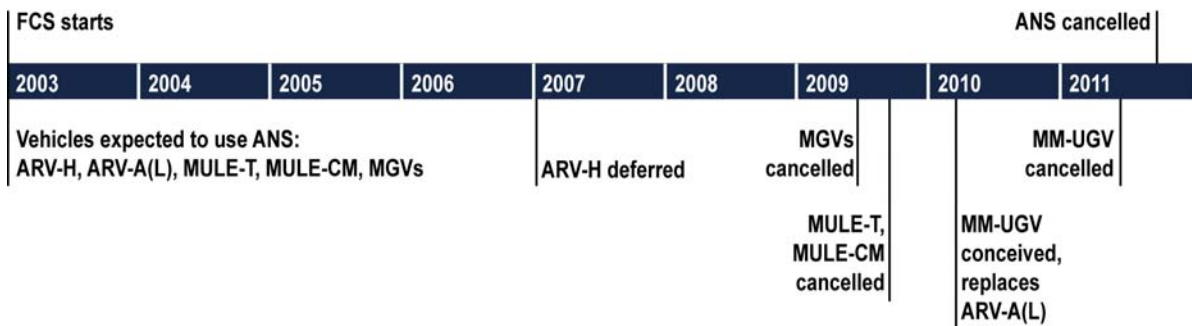 FCS starts
ANS cancelled
2003 2004 2005 2006 2007 2008 2009 2010 2011
Vehicles expected to use ANS:
ARV-H, ARV-A(L), MULE-T, MULE-CM, MGVs
ARV-H deferred
MGVs
cancelled
MM-UGV
cancelled
MULE-T,
MULE-CM
cancelled
MM-UGV
conceived,
replaces
ARV-A(L)